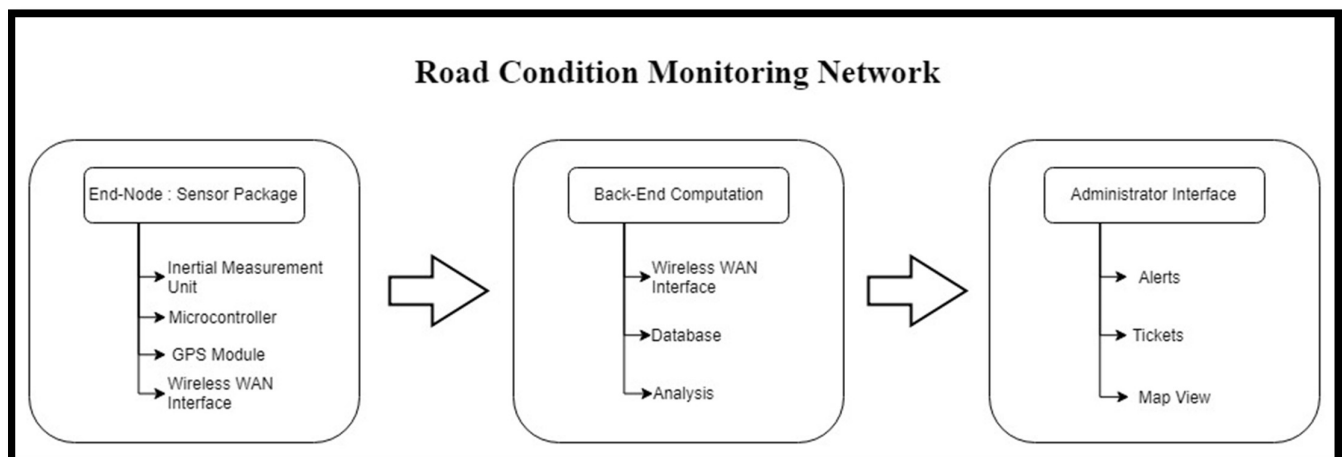 Road Condition Monitoring Network
End-Node : Sensor Package
Inertial Measurement
Unit
Microcontroller
GPS Module
Wireless WAN
Interface
Back-End Computation
Wireless WAN
Interface
Database
Analysis
Administrator Interface
Alerts
Tickets
Map View